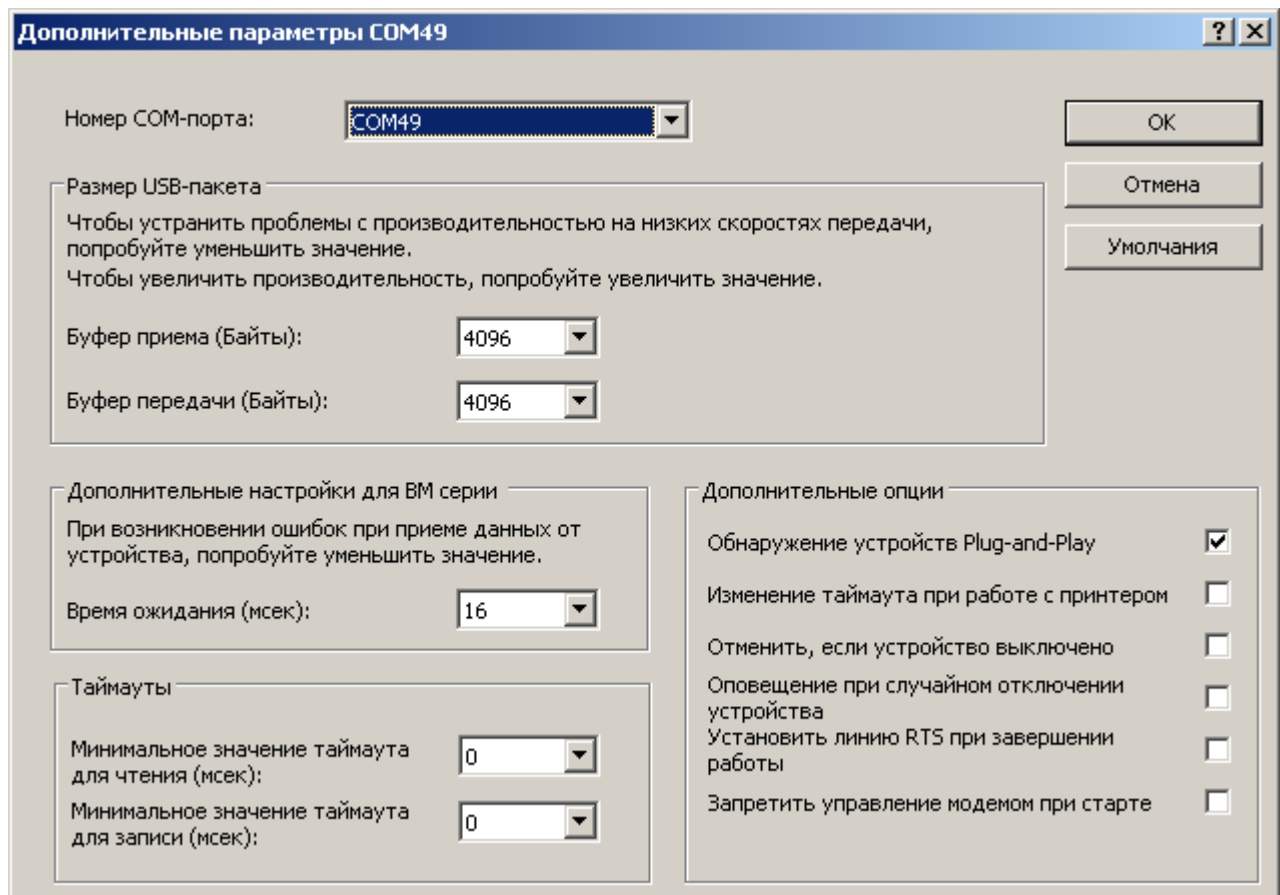 Дополнительные параметры COM49
Номер COM-порта:
COM49
OK
Отмена
Умолчания
Размер USB-пакета
Чтобы устранить проблемы с производительностью на низких скоростях передачи,
попробуйте уменьшить значение.
Чтобы увеличить производительность, попробуйте увеличить значение.
Буфер приема (Байты):
4096
Буфер передачи (Байты):
4096
Дополнительные настройки для BM серии
При возникновении ошибок при приеме данных от
устройства, попробуйте уменьшить значение.
Время ожидания (мсек):
16
Таймауты
Минимальное значение таймаута
для чтения (мсек):
0
Минимальное значение таймаута
для записи (мсек):
0
Дополнительные опции
Обнаружение устройств Plug-and-Play
Изменение таймаута при работе с принтером
Отменить, если устройство выключено
Оповещение при случайном отключении
устройства
Установить линию RTS при завершении
работы
Запретить управление модемом при старте